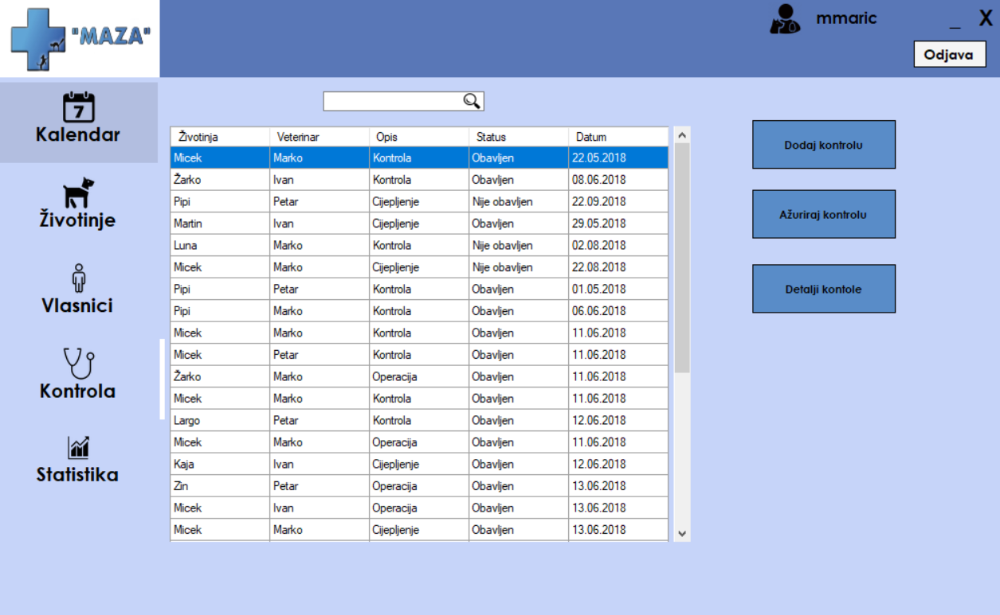 "MAZA"
mmaric
_ X
Odjava
7
Kalendar
Životinje
Vlasnici
Kontrola
Statistika
Životinja Veterinar Opis Status Datum
Micek Marko Kontrola Obavljen 22.05.2018
Žarko Ivan Kontrola Obavljen 08.06.2018
Pipi Petar Cijepljenje Nije obavljen 22.09.2018
Martin Ivan Cijepljenje Obavljen 29.05.2018
Luna Marko Kontrola Nije obavljen 02.08.2018
Micek Marko Cijepljenje Nije obavljen 22.08.2018
Pipi Petar Kontrola Obavljen 01.05.2018
Pipi Marko Kontrola Obavljen 06.06.2018
Micek Marko Kontrola Obavljen 11.06.2018
Micek Petar Kontrola Obavljen 11.06.2018
Žarko Marko Operacija Obavljen 11.06.2018
Micek Marko Kontrola Obavljen 11.06.2018
Largo Petar Kontrola Obavljen 12.06.2018
Micek Marko Operacija Obavljen 11.06.2018
Kaja Ivan Cijepljenje Obavljen 12.06.2018
Zin Petar Operacija Obavljen 13.06.2018
Micek Ivan Operacija Obavljen 13.06.2018
Micek Marko Cijepljenje Obavljen 13.06.2018
Dodaj kontrolu
Ažuriraj kontrolu
Detalji kontole